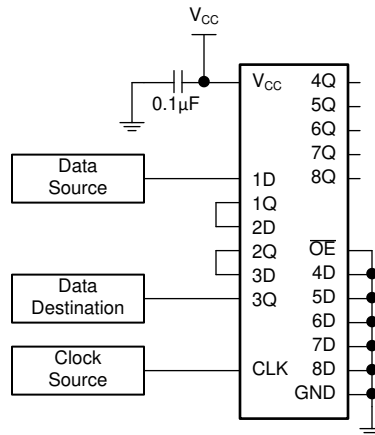 VCC
0.1µF
VCC
4Q
5Q
6Q
7Q
8Q
Data
Source
1D
1Q
2D
2Q
3D
3Q
OE
4D
5D
6D
7D
8D
GND
Data
Destination
Clock
Source
CLK